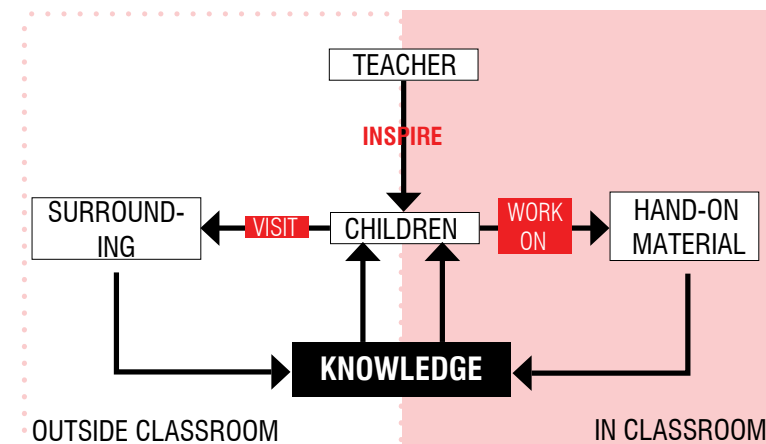 TEACHER
INSPIRE
SURROUND-
ING
VISIT
CHILDREN
WORK
ON
HAND-ON
MATERIAL
KNOWLEDGE
OUTSIDE CLASSROOM
IN CLASSROOM